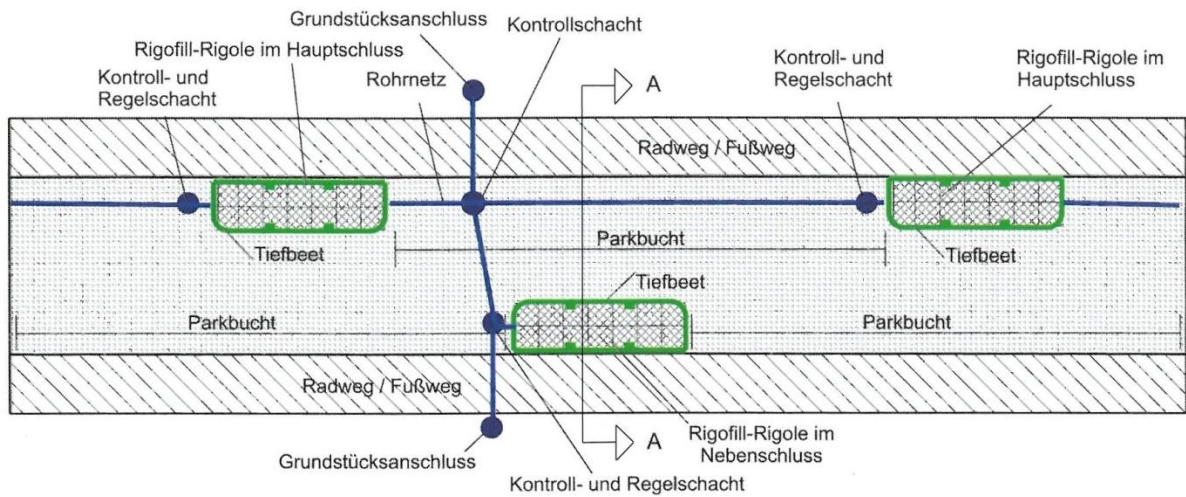 Grundstücksanschluss
Kontrollschacht
Rigofill-Rigole im Hauptschluss
Kontroll- und
Regelschacht
Rohrnetz
A
Kontroll- und
Regelschacht
Rigofill-Rigole im
Hauptschluss
Radweg / Fußweg
Tiefbeet
Parkbucht
Tiefbeet
Tiefbeet
Parkbucht
Parkbucht
Radweg / Fußweg
A
Rigofill-Rigole im
Nebenschluss
Grundstücksanschluss
Kontroll- und Regelschacht